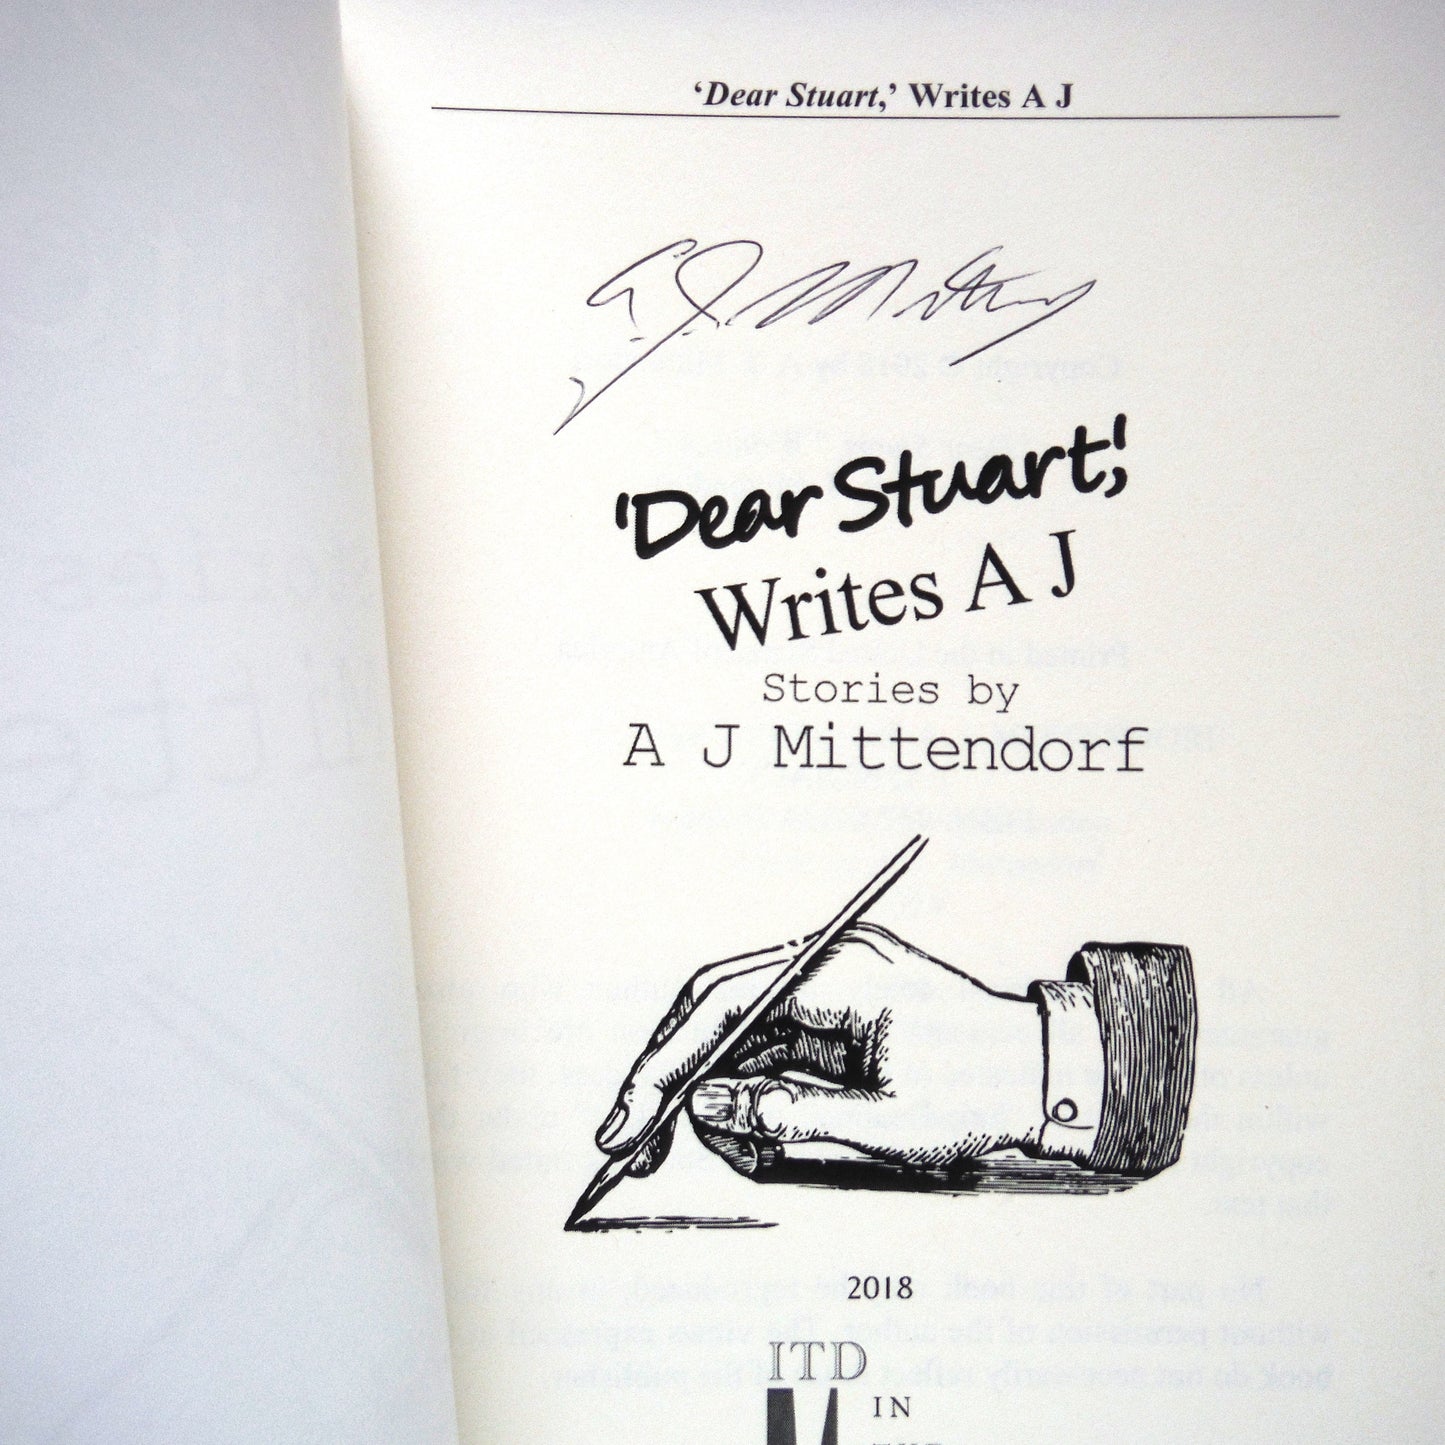 ‘Dear Stuart,’ Writes A J
'Dear Stuart,'
Writes A J
Stories by
A J Mittendorf
2018
ITD
IN